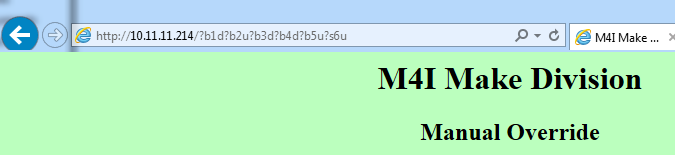 http://10.11.11.214/?b1d?b2u?b3d?b4d?b5u?s6u
M4I Make ...
M4I Make Division
Manual Override